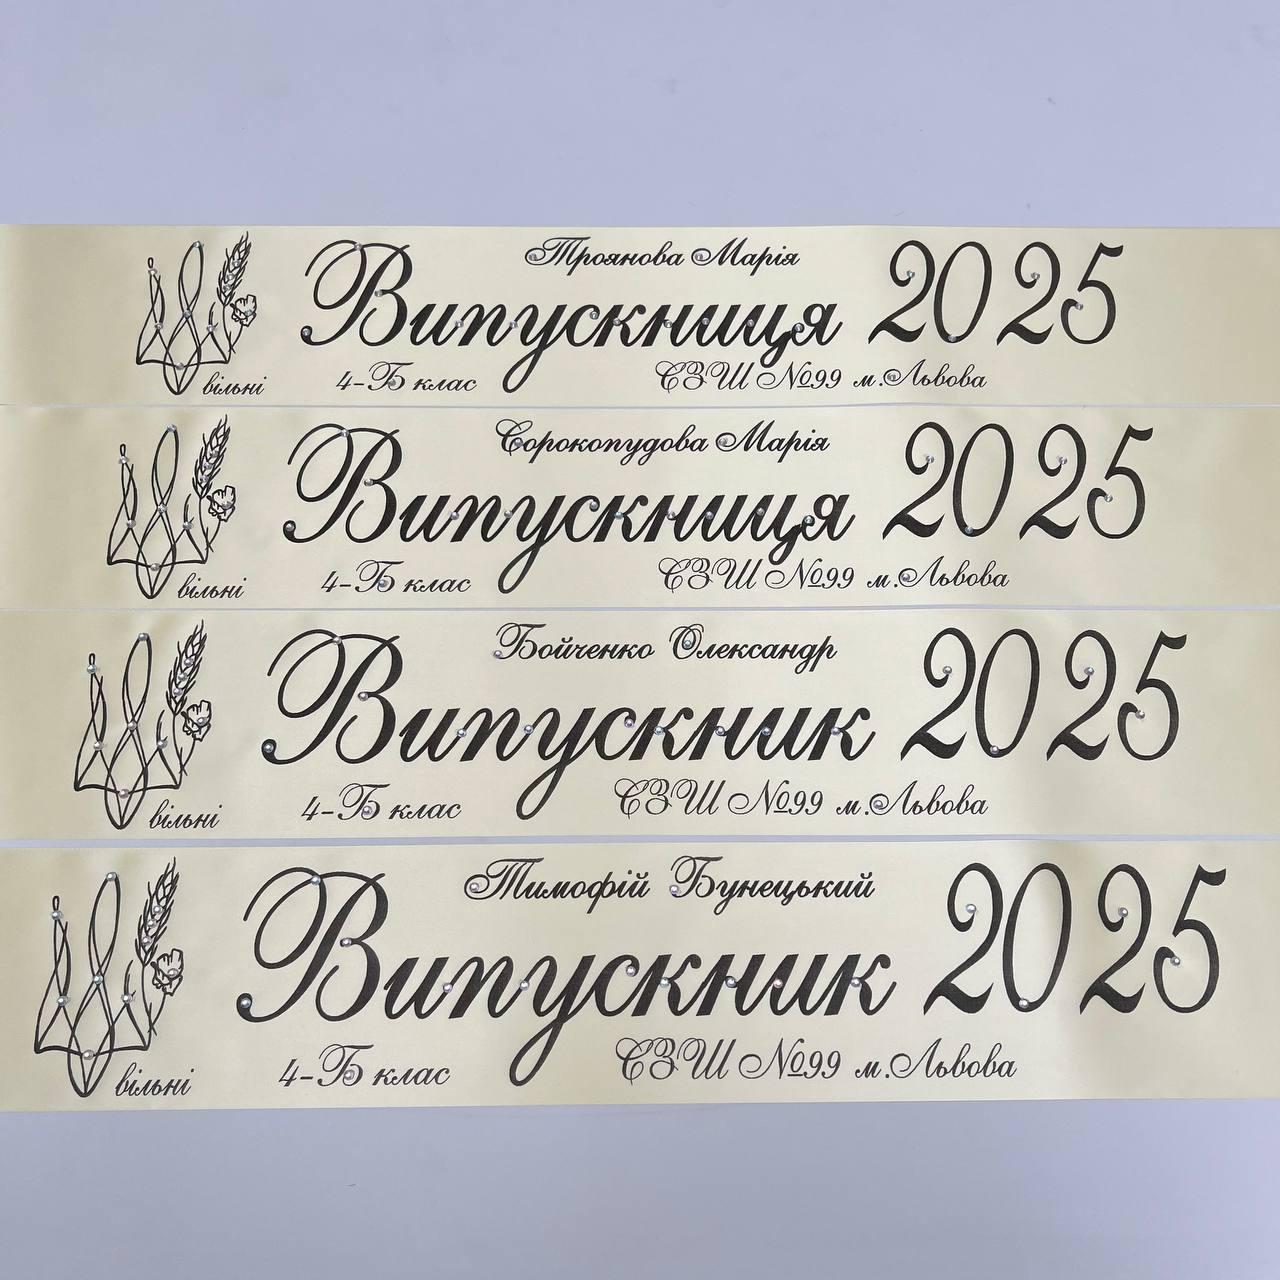 Троянова Марія
Випускниця 2025
вільні
4-Б клас СЗШ №99 м.Львова
Сорокопудова Марія
Випускниця 2025
вільні
4-Б клас СЗШ №99 м.Львова
Бойченко Олександр
Випускник 2025
вільні
4-Б клас СЗШ №99 м.Львова
Тимофій Бунецький
Випускник 2025
вільні
4-Б клас СЗШ №99 м.Львова